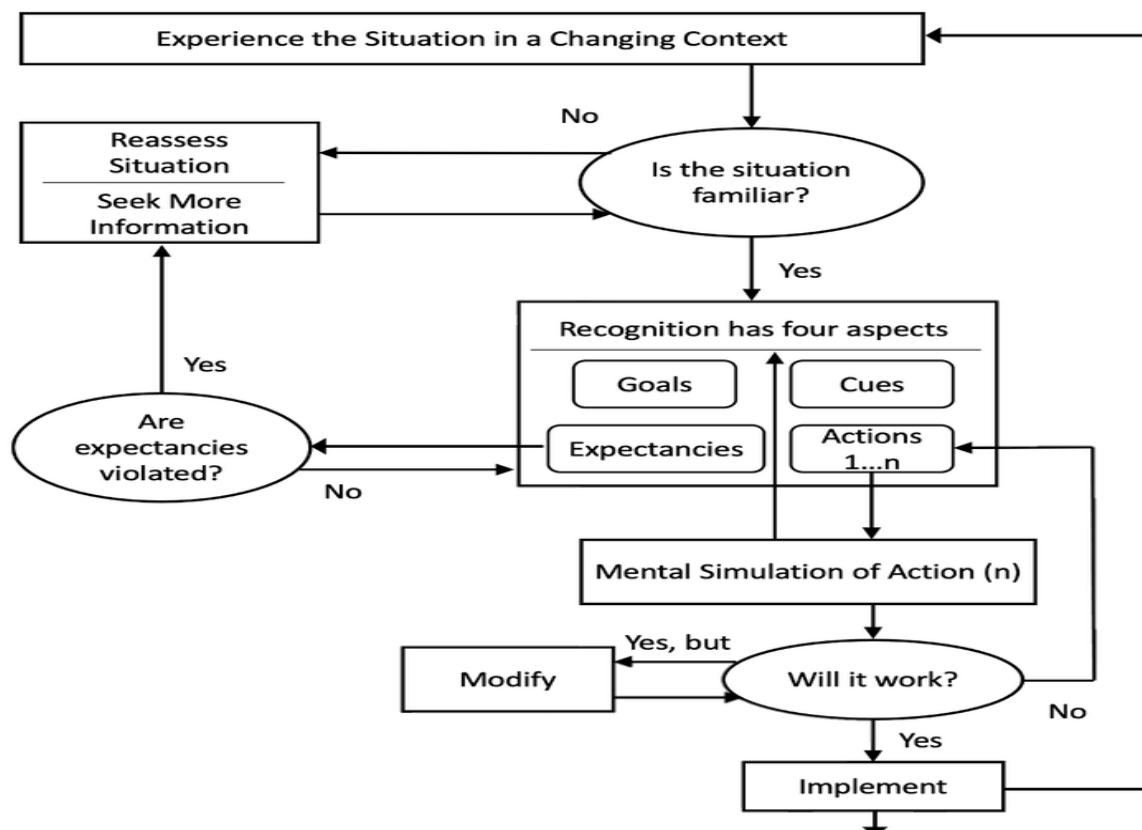 Experience the Situation in a Changing Context
No
Reassess
Situation
Seek More
Information
Is the situation
familiar?
Yes
Recognition has four aspects
Goals
Cues
Expectancies
Actions
1...n
Yes
Are
expectancies
violated?
No
Mental Simulation of Action (n)
Yes, but
Modify
Will it work?
No
Yes
Implement